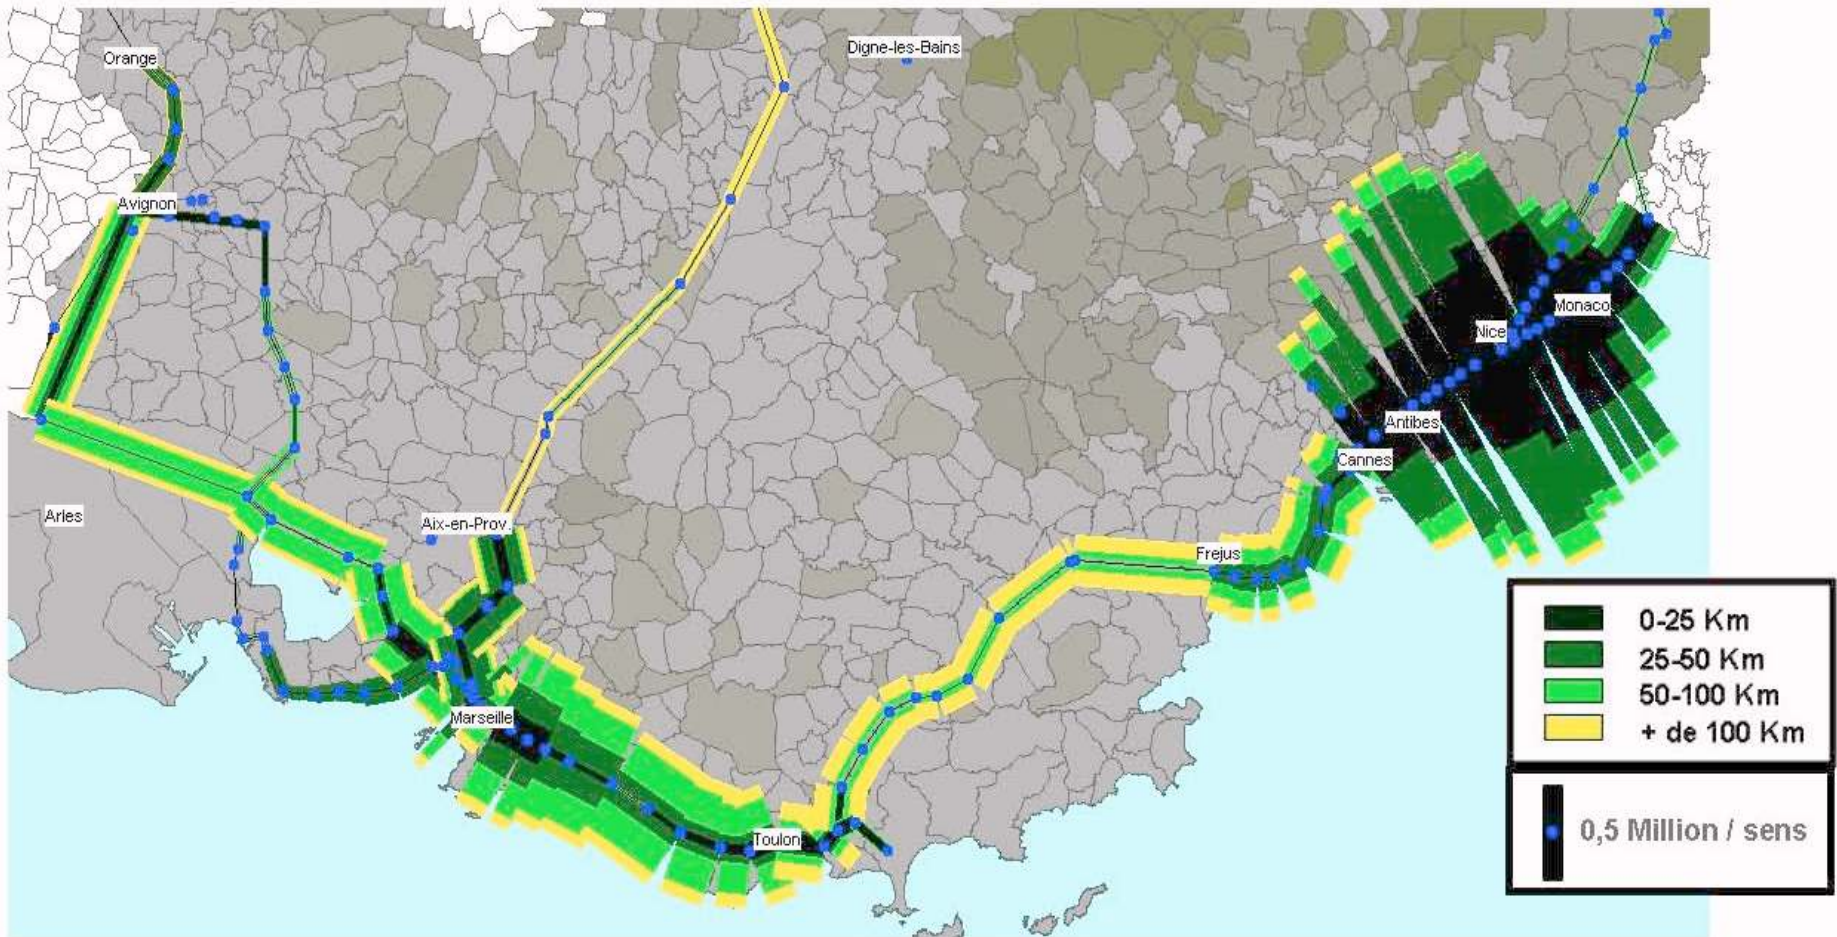 Digne-les-Bains
Orange
Avignon
Monaco
Nice
Antibes
Cannes
Arles
Aix-en-Prov.
Frejus
Marseille
Toulon
0-25 Km
25-50 Km
50-100 Km
+ de 100 Km
0,5 Million / sens